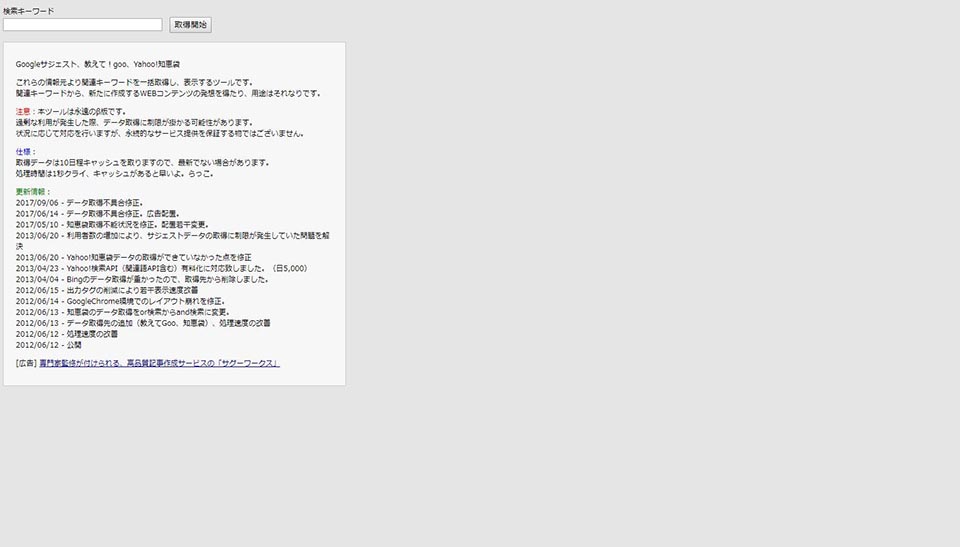 検索キーワード
取得開始
Googleサジェスト、教えて！goo、Yahoo!知恵袋
これらの情報元より関連キーワードを一括取得し、表示するツールです。
関連キーワードから、新たに作成するWEBコンテンツの発想を得たり、用途はそれなりです。
注意：本ツールは永遠のβ版です。
過剰な利用が発生した際、データ取得に制限が掛かる可能性があります。
状況に応じて対応を行いますが、永続的なサービス提供を保証する物ではございません。
仕様：
取得データは10日程キャッシュを取りますので、最新でない場合があります。
処理時間は1秒クライ、キャッシュがあると早いよ。らっこ。
更新情報：
2017/09/06 - データ取得不具合修正。
2017/06/14 - データ取得不具合修正。広告配置。
2017/05/10 - 知恵袋取得不能状況を修正。配置若干変更。
2013/06/20 - 利用者数の増加により、サジェストデータの取得に制限が発生していた問題を解
決
2013/06/20 - Yahoo!知恵袋データの取得ができていなかった点を修正
2013/04/23 - Yahoo!検索API（関連語API含む）有料化に対応致しました。（日5,000）
2013/04/04 - Bingのデータ取得が重かったので、取得先から削除しました。
2012/06/15 - 出力タグの削減により若干表示速度改善
2012/06/14 - GoogleChrome環境でのレイアウト崩れを修正。
2012/06/13 - 知恵袋のデータ取得をor検索からand検索に変更。
2012/06/13 - データ取得先の追加（教えてGoo、知恵袋）、処理速度の改善
2012/06/12 - 処理速度の改善
2012/06/12 - 公開
[広告] 専門家監修が付けられる、高品質記事作成サービスの「サグーワークス」